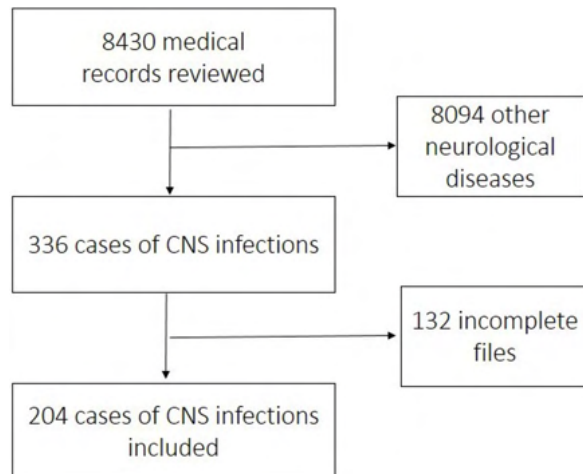 8430 medical
records reviewed
8094 other
neurological
diseases
336 cases of CNS infections
132 incomplete
files
204 cases of CNS infections
included